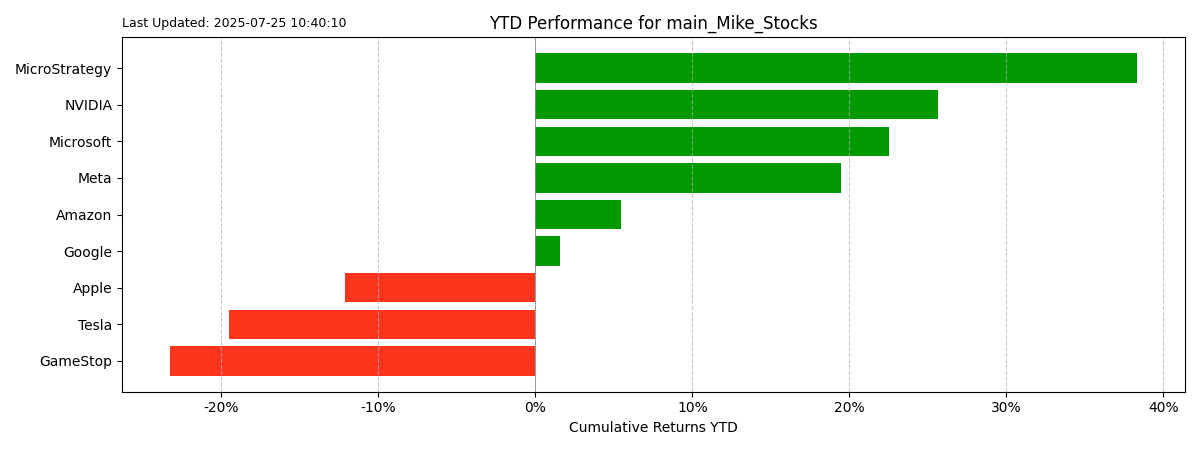 Last Updated: 2025-07-25 10:40:10
YTD Performance for main_Mike_Stocks
MicroStrategy
NVIDIA
Microsoft
Meta
Amazon
Google
Apple
Tesla
GameStop
-20% -10% 0% 10% 20% 30% 40%
Cumulative Returns YTD